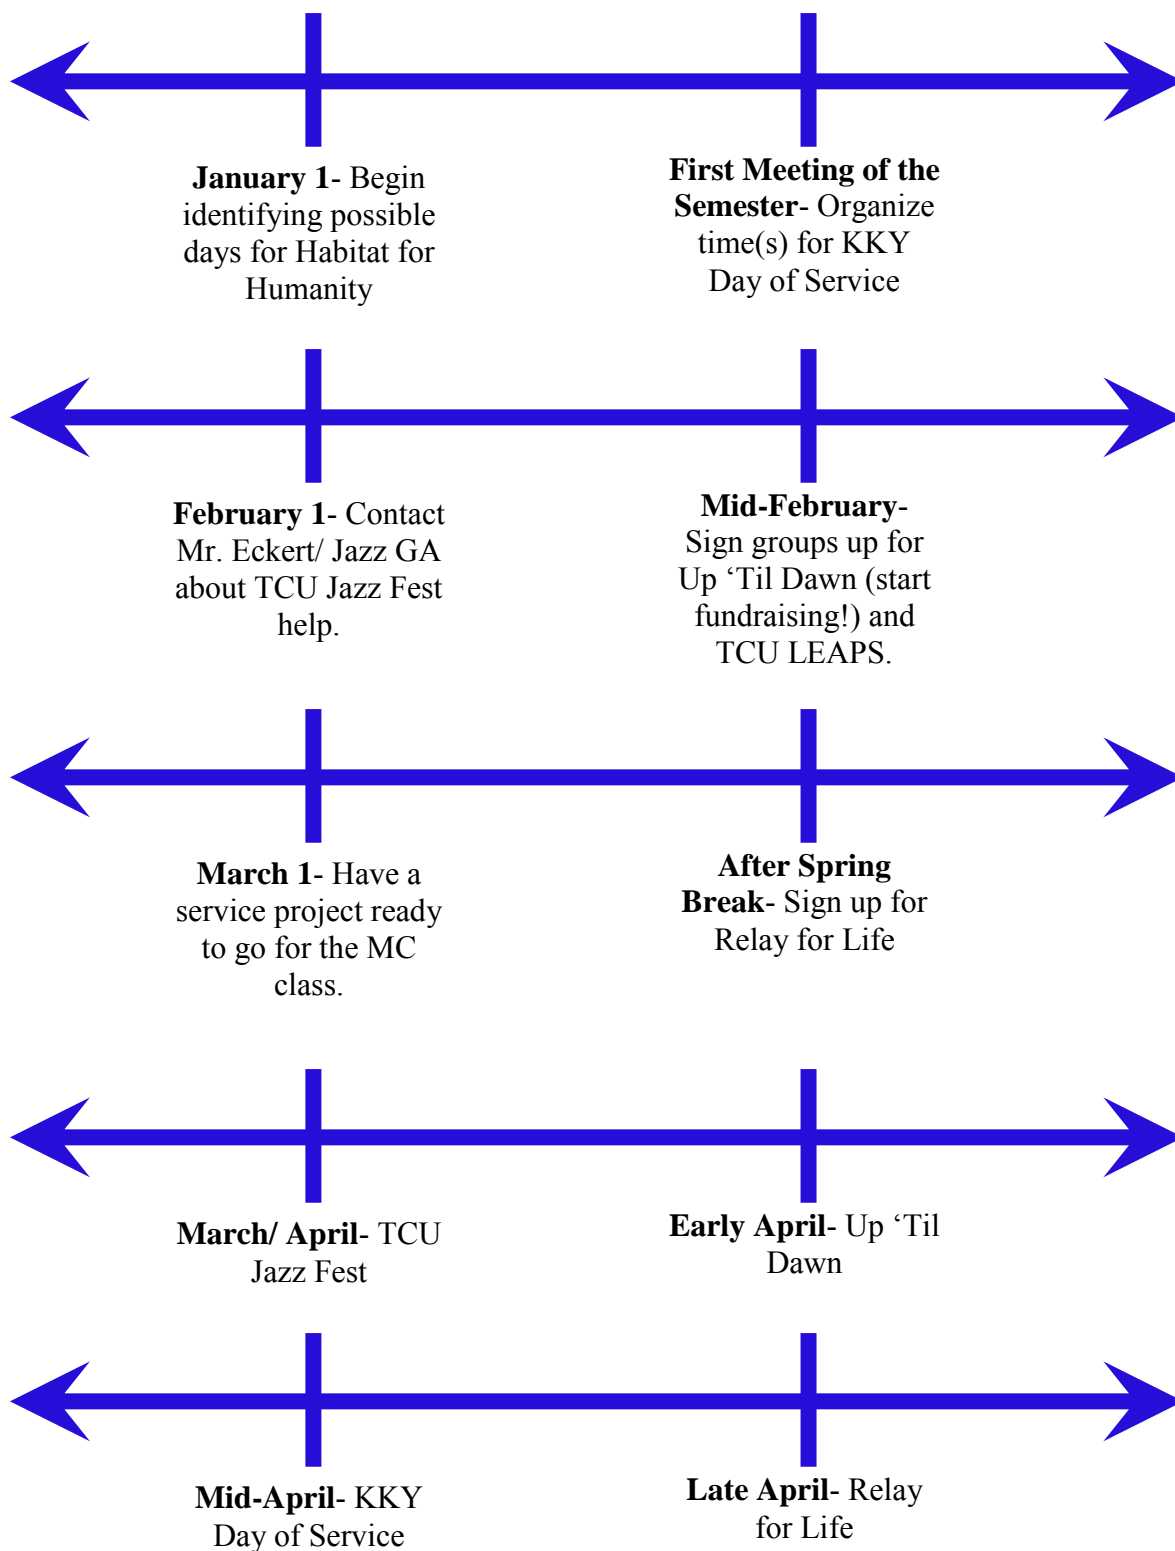 January 1- Begin
identifying possible
days for Habitat for
Humanity
First Meeting of the
Semester- Organize
time(s) for KKY
Day of Service
February 1- Contact
Mr. Eckert/ Jazz GA
about TCU Jazz Fest
help.
Mid-February-
Sign groups up for
Up ‘Til Dawn (start
fundraising!) and
TCU LEAPS.
March 1- Have a
service project ready
to go for the MC
class.
After Spring
Break- Sign up for
Relay for Life
March/ April- TCU
Jazz Fest
Early April- Up ‘Til
Dawn
Mid-April- KKY
Day of Service
Late April- Relay
for Life